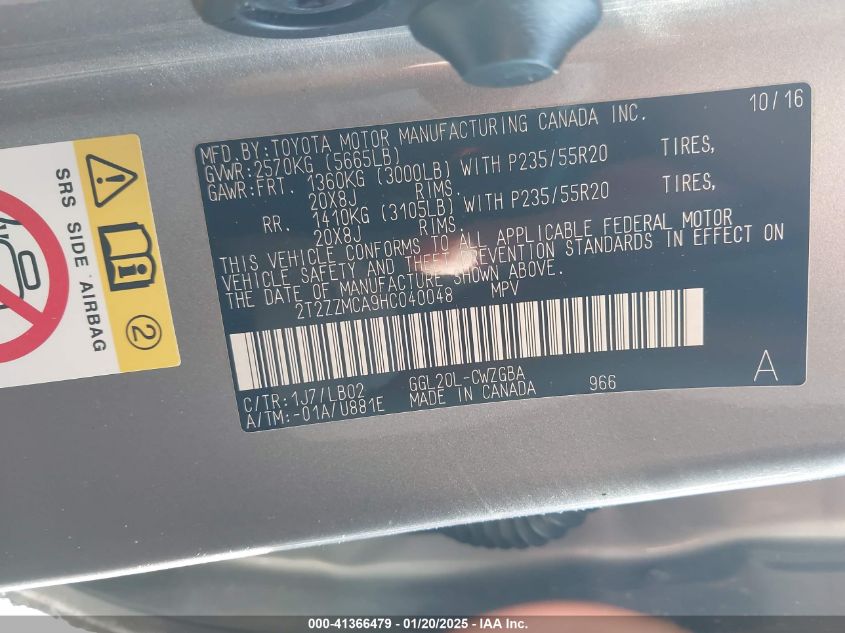 10/16
MFD.BY:TOYOTA MOTOR MANUFACTURING CANADA INC.
GVWR:2570KG (5665LB)
GAWR:FRT. 1360KG (3000LB) WITH P235/55R20 TIRES,
20X8J RIMS.
RR. 1410KG (3105LB) WITH P235/55R20 TIRES,
20X8J RIMS.
THIS VEHICLE CONFORMS TO ALL APPLICABLE FEDERAL MOTOR
VEHICLE SAFETY AND THEFT PREVENTION STANDARDS IN EFFECT ON
THE DATE OF MANUFACTURE SHOWN ABOVE.
2T2ZZMCA9HC040048 MPV
C/TR:1J7/LB02 GGL20L-CWZGBA
A/TM:-01A/U881E MADE IN CANADA 966
A
SRS SIDE AIRBAG
2
000-41366479 - 01/20/2025 - IAA Inc.